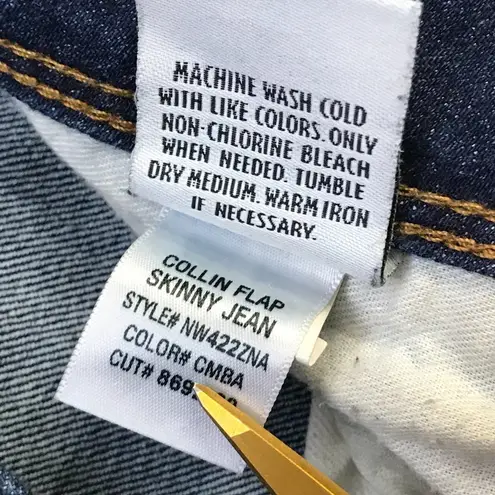 MACHINE WASH COLD
WITH LIKE COLORS. ONLY
NON-CHLORINE BLEACH
WHEN NEEDED. TUMBLE
DRY MEDIUM. WARM IRON
IF NECESSARY.
COLLIN FLAP
SKINNY JEAN
STYLE# NW422ZNA
COLOR# CMBA
CUT#